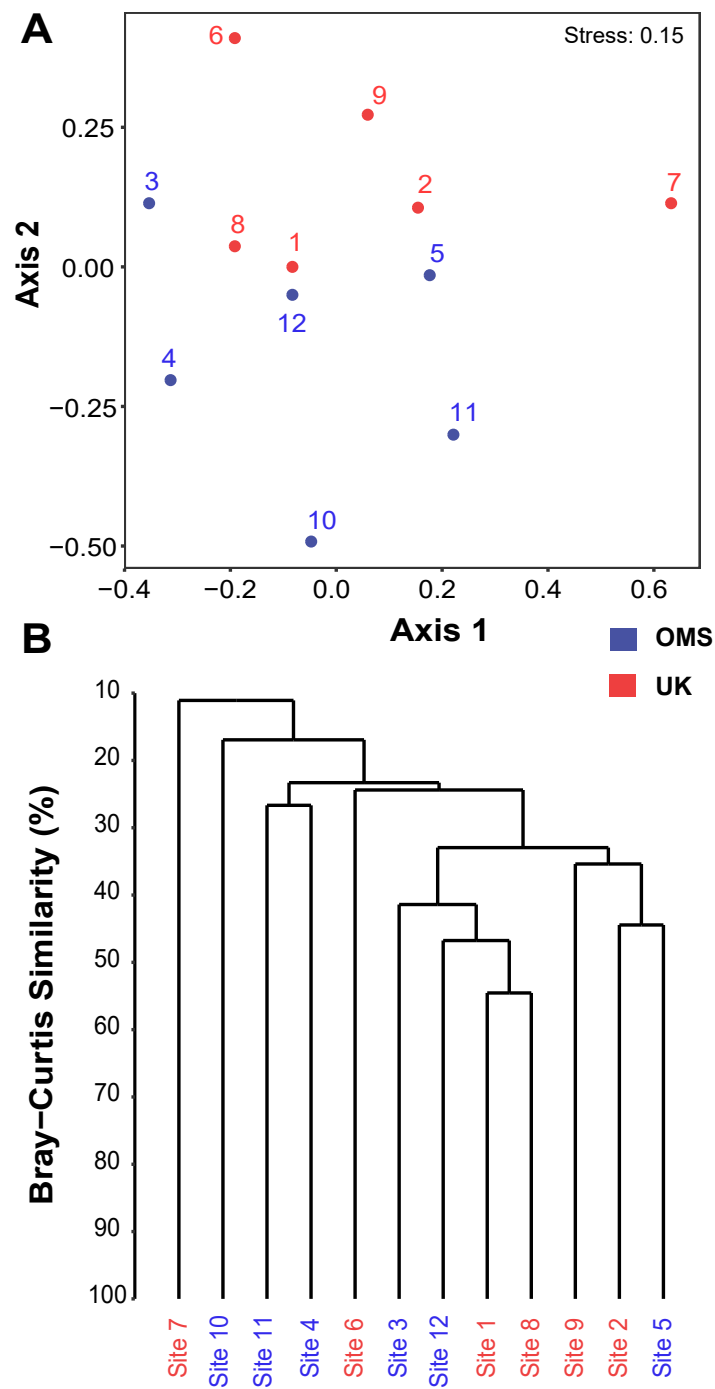 A
Stress: 0.15
6
9
0.25
3
2
7
8
1
5
0.00
Axis 2
12
4
−0.25
11
10
−0.50
−0.4
−0.2
0.0
0.2
0.4
0.6
Axis 1
B
OMS
UK
10
20
30
40
50
60
70
80
90
100
Bray−Curtis Similarity (%)
Site 7
Site 10
Site 11
Site 4
Site 6
Site 3
Site 12
Site 1
Site 8
Site 9
Site 2
Site 5